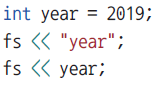 int year = 2019;
fs << "year";
fs << year;